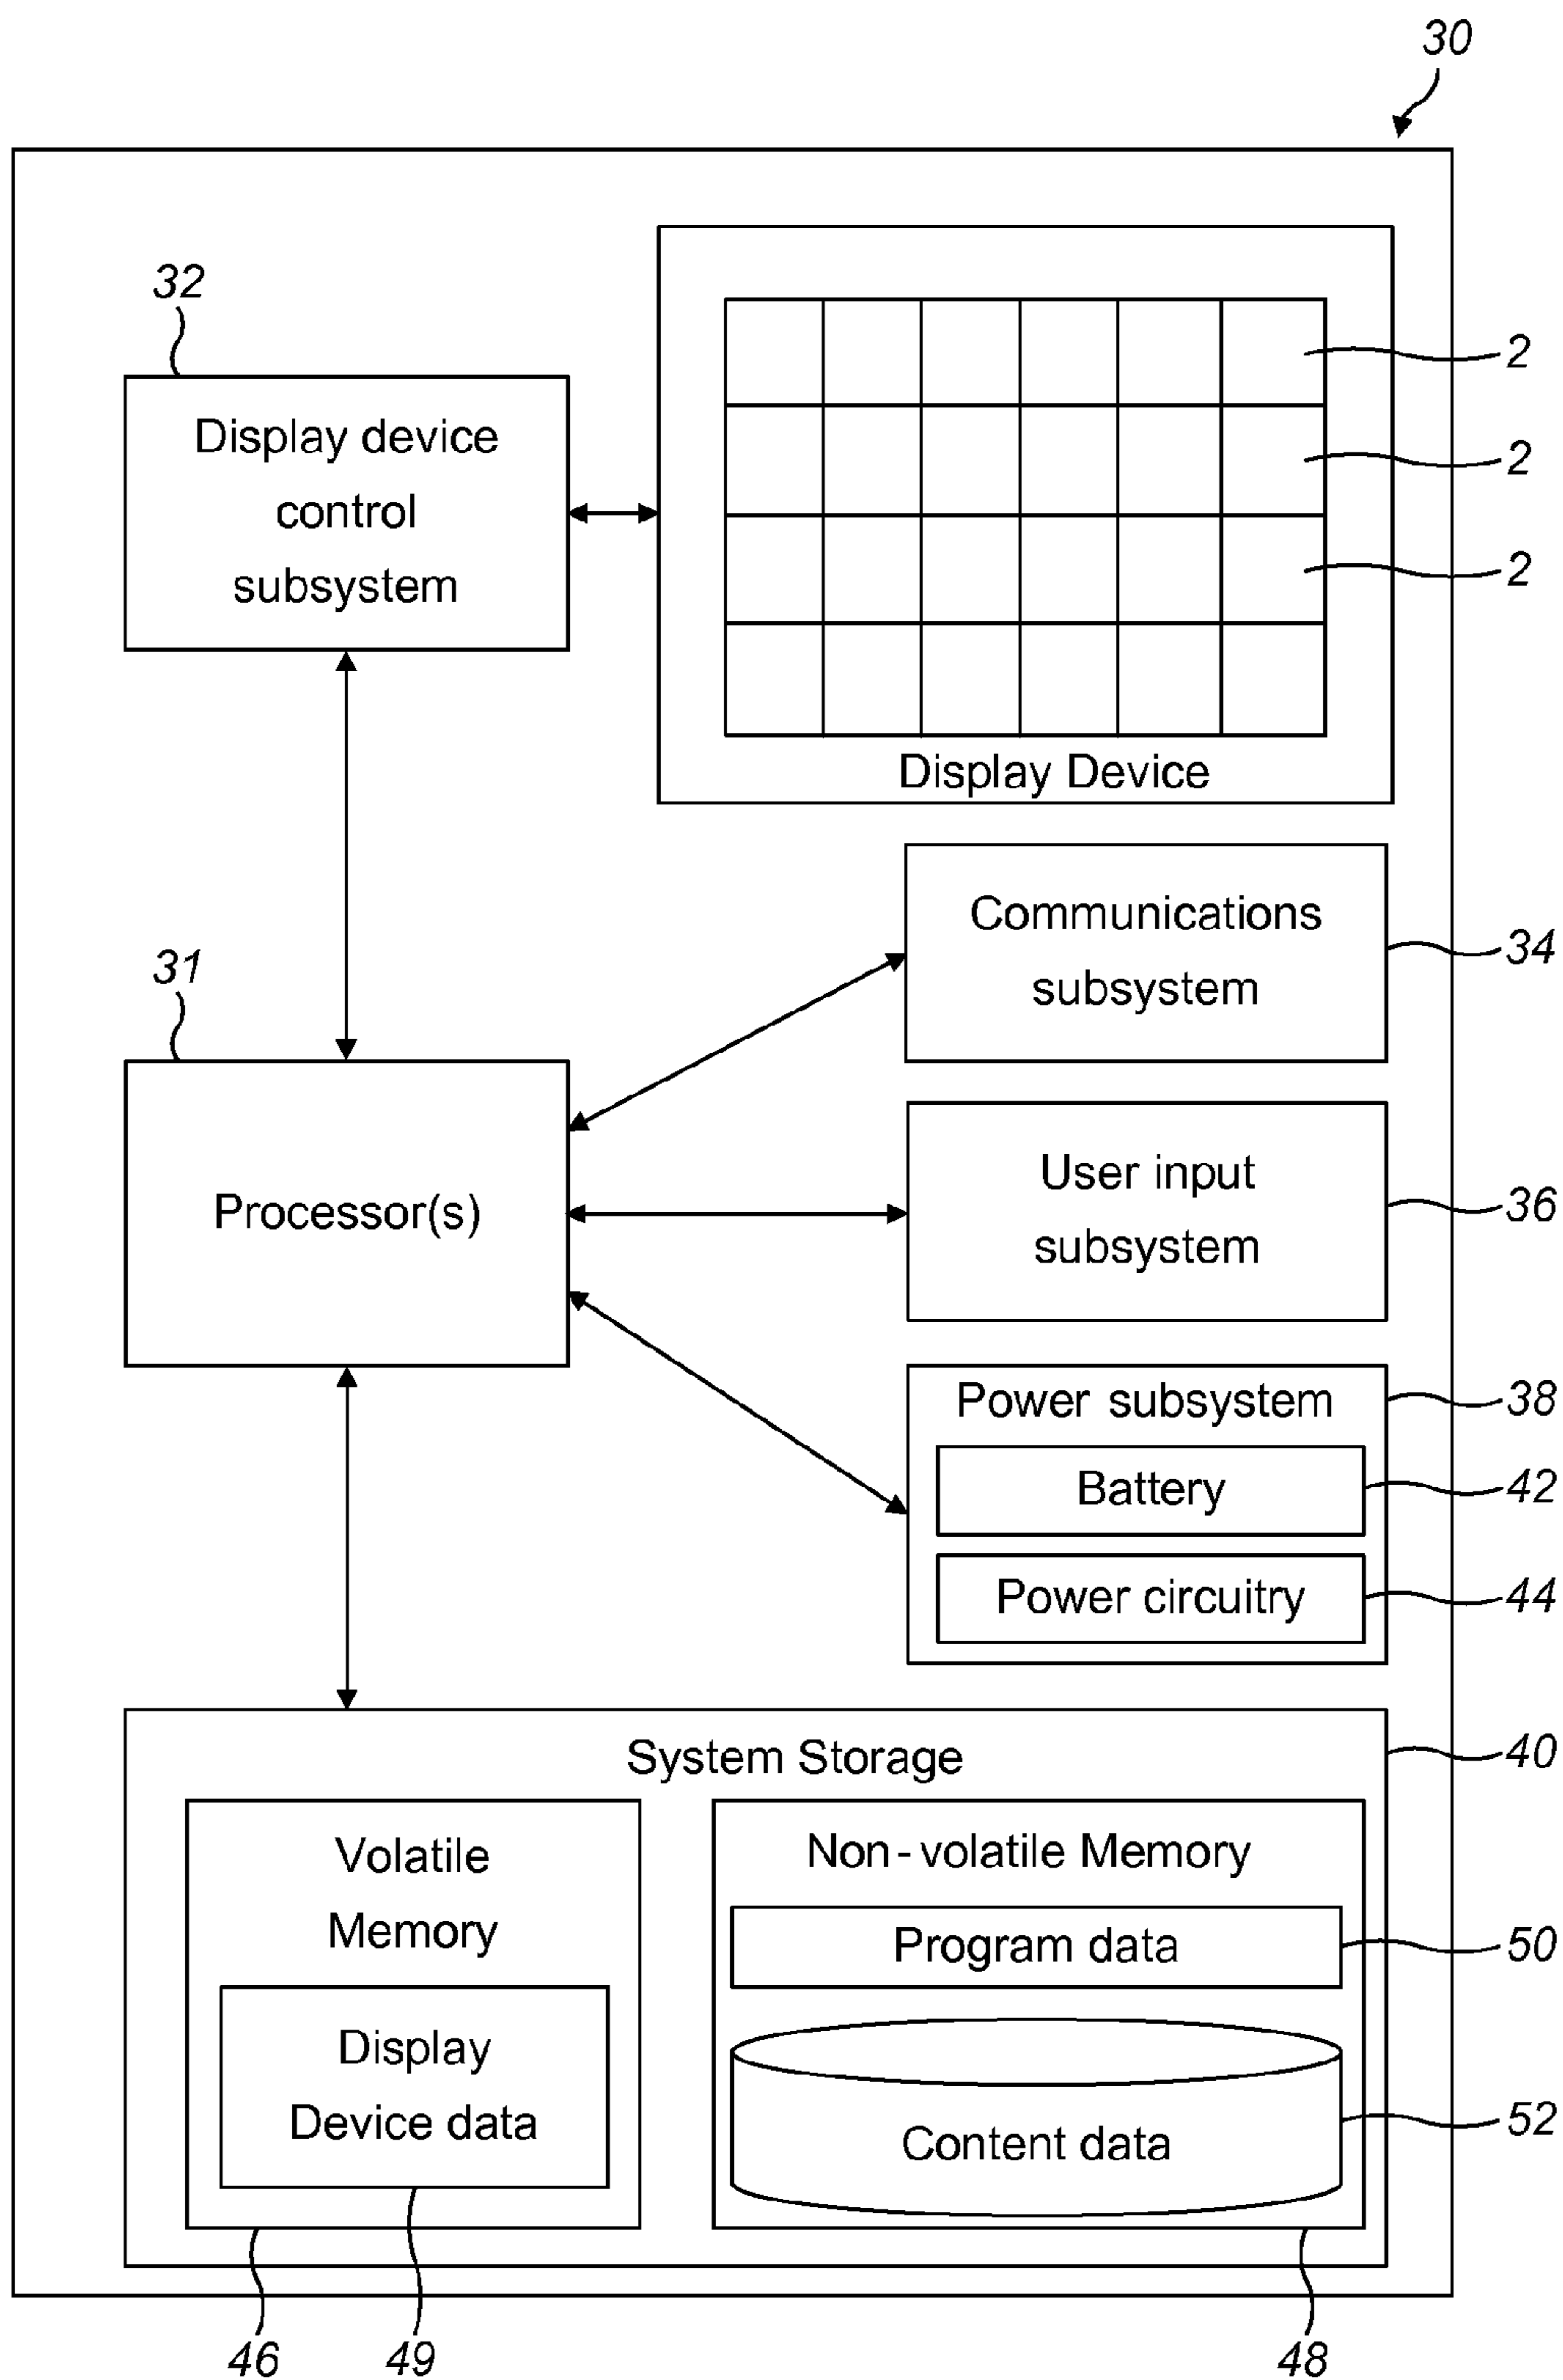 30
32
Display device
control
subsystem
2
2
2
Display Device
Communications
subsystem
34
31
Processor(s)
User input
subsystem
36
Power subsystem
38
Battery
42
Power circuitry
44
System Storage
40
Volatile
Memory
Non-volatile Memory
Program data
50
Display
Device data
Content data
52
46
49
48